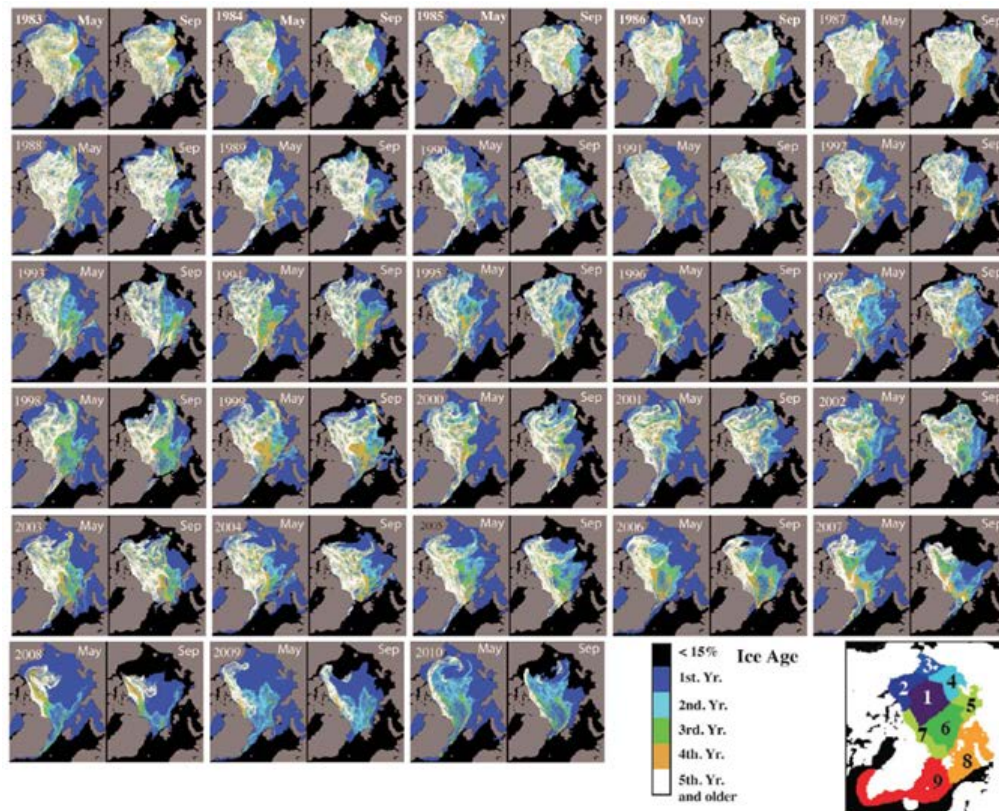 1983 May Sep 1984 May Sep 1985 May Sep 1986 May Sep 1987 May Sep
1988 May Sep 1989 May Sep 1990 May Sep 1991 May Sep 1992 May Sep
1993 May Sep 1994 May Sep 1995 May Sep 1996 May Sep 1997 May Sep
1998 May Sep 1999 May Sep 2000 May Sep 2001 May Sep 2002 May Sep
2003 May Sep 2004 May Sep 2005 May Sep 2006 May Sep 2007 May Sep
2008 May Sep 2009 May Sep 2010 May Sep
< 15% Ice Age
1st. Yr.
2nd. Yr.
3rd. Yr.
4th. Yr.
5th. Yr.
and older
3
2
4
1
5
6
7
8
9